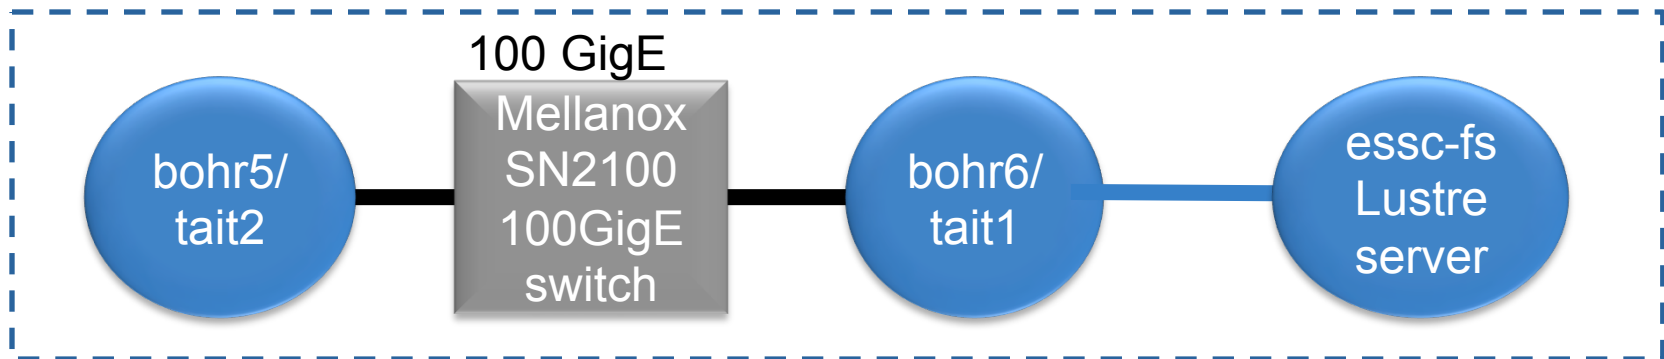 100 GigE
bohr5/
tait2
Mellanox
SN2100
100GigE
switch
bohr6/
tait1
essc-fs
Lustre
server